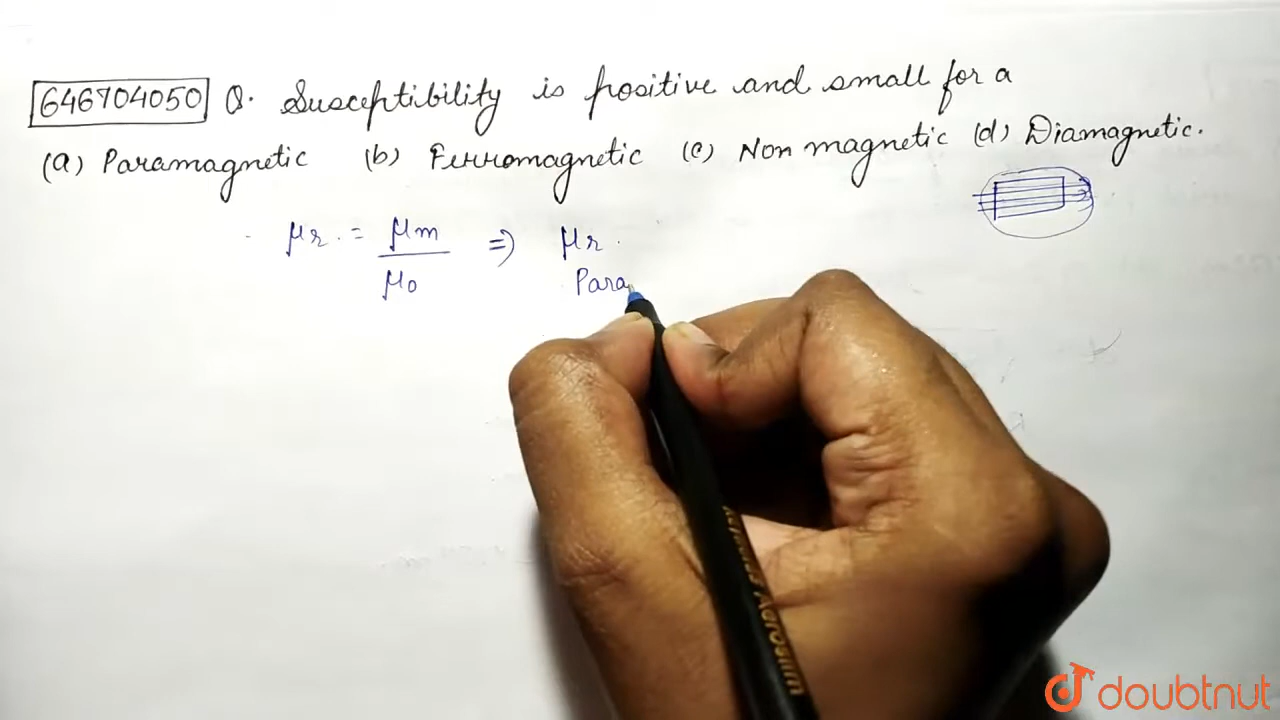 646704050 Q. Susceptibility is positive and small for a
(a) Paramagnetic (b) Ferromagnetic (c) Non magnetic (d) Diamagnetic.
μr = μm / μ0 ⇒ μr.
Para
doubtnut